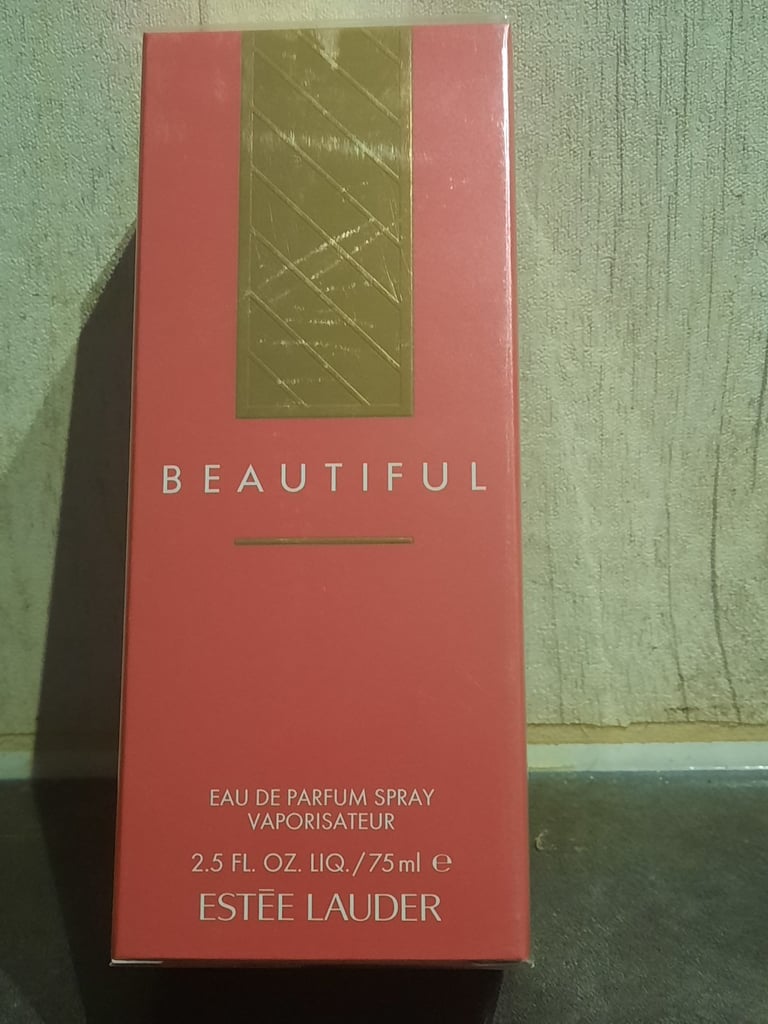 BEAUTIFUL
EAU DE PARFUM SPRAY
VAPORISATEUR
2.5 FL. OZ. LIQ./75ml ℮
ESTĒE LAUDER